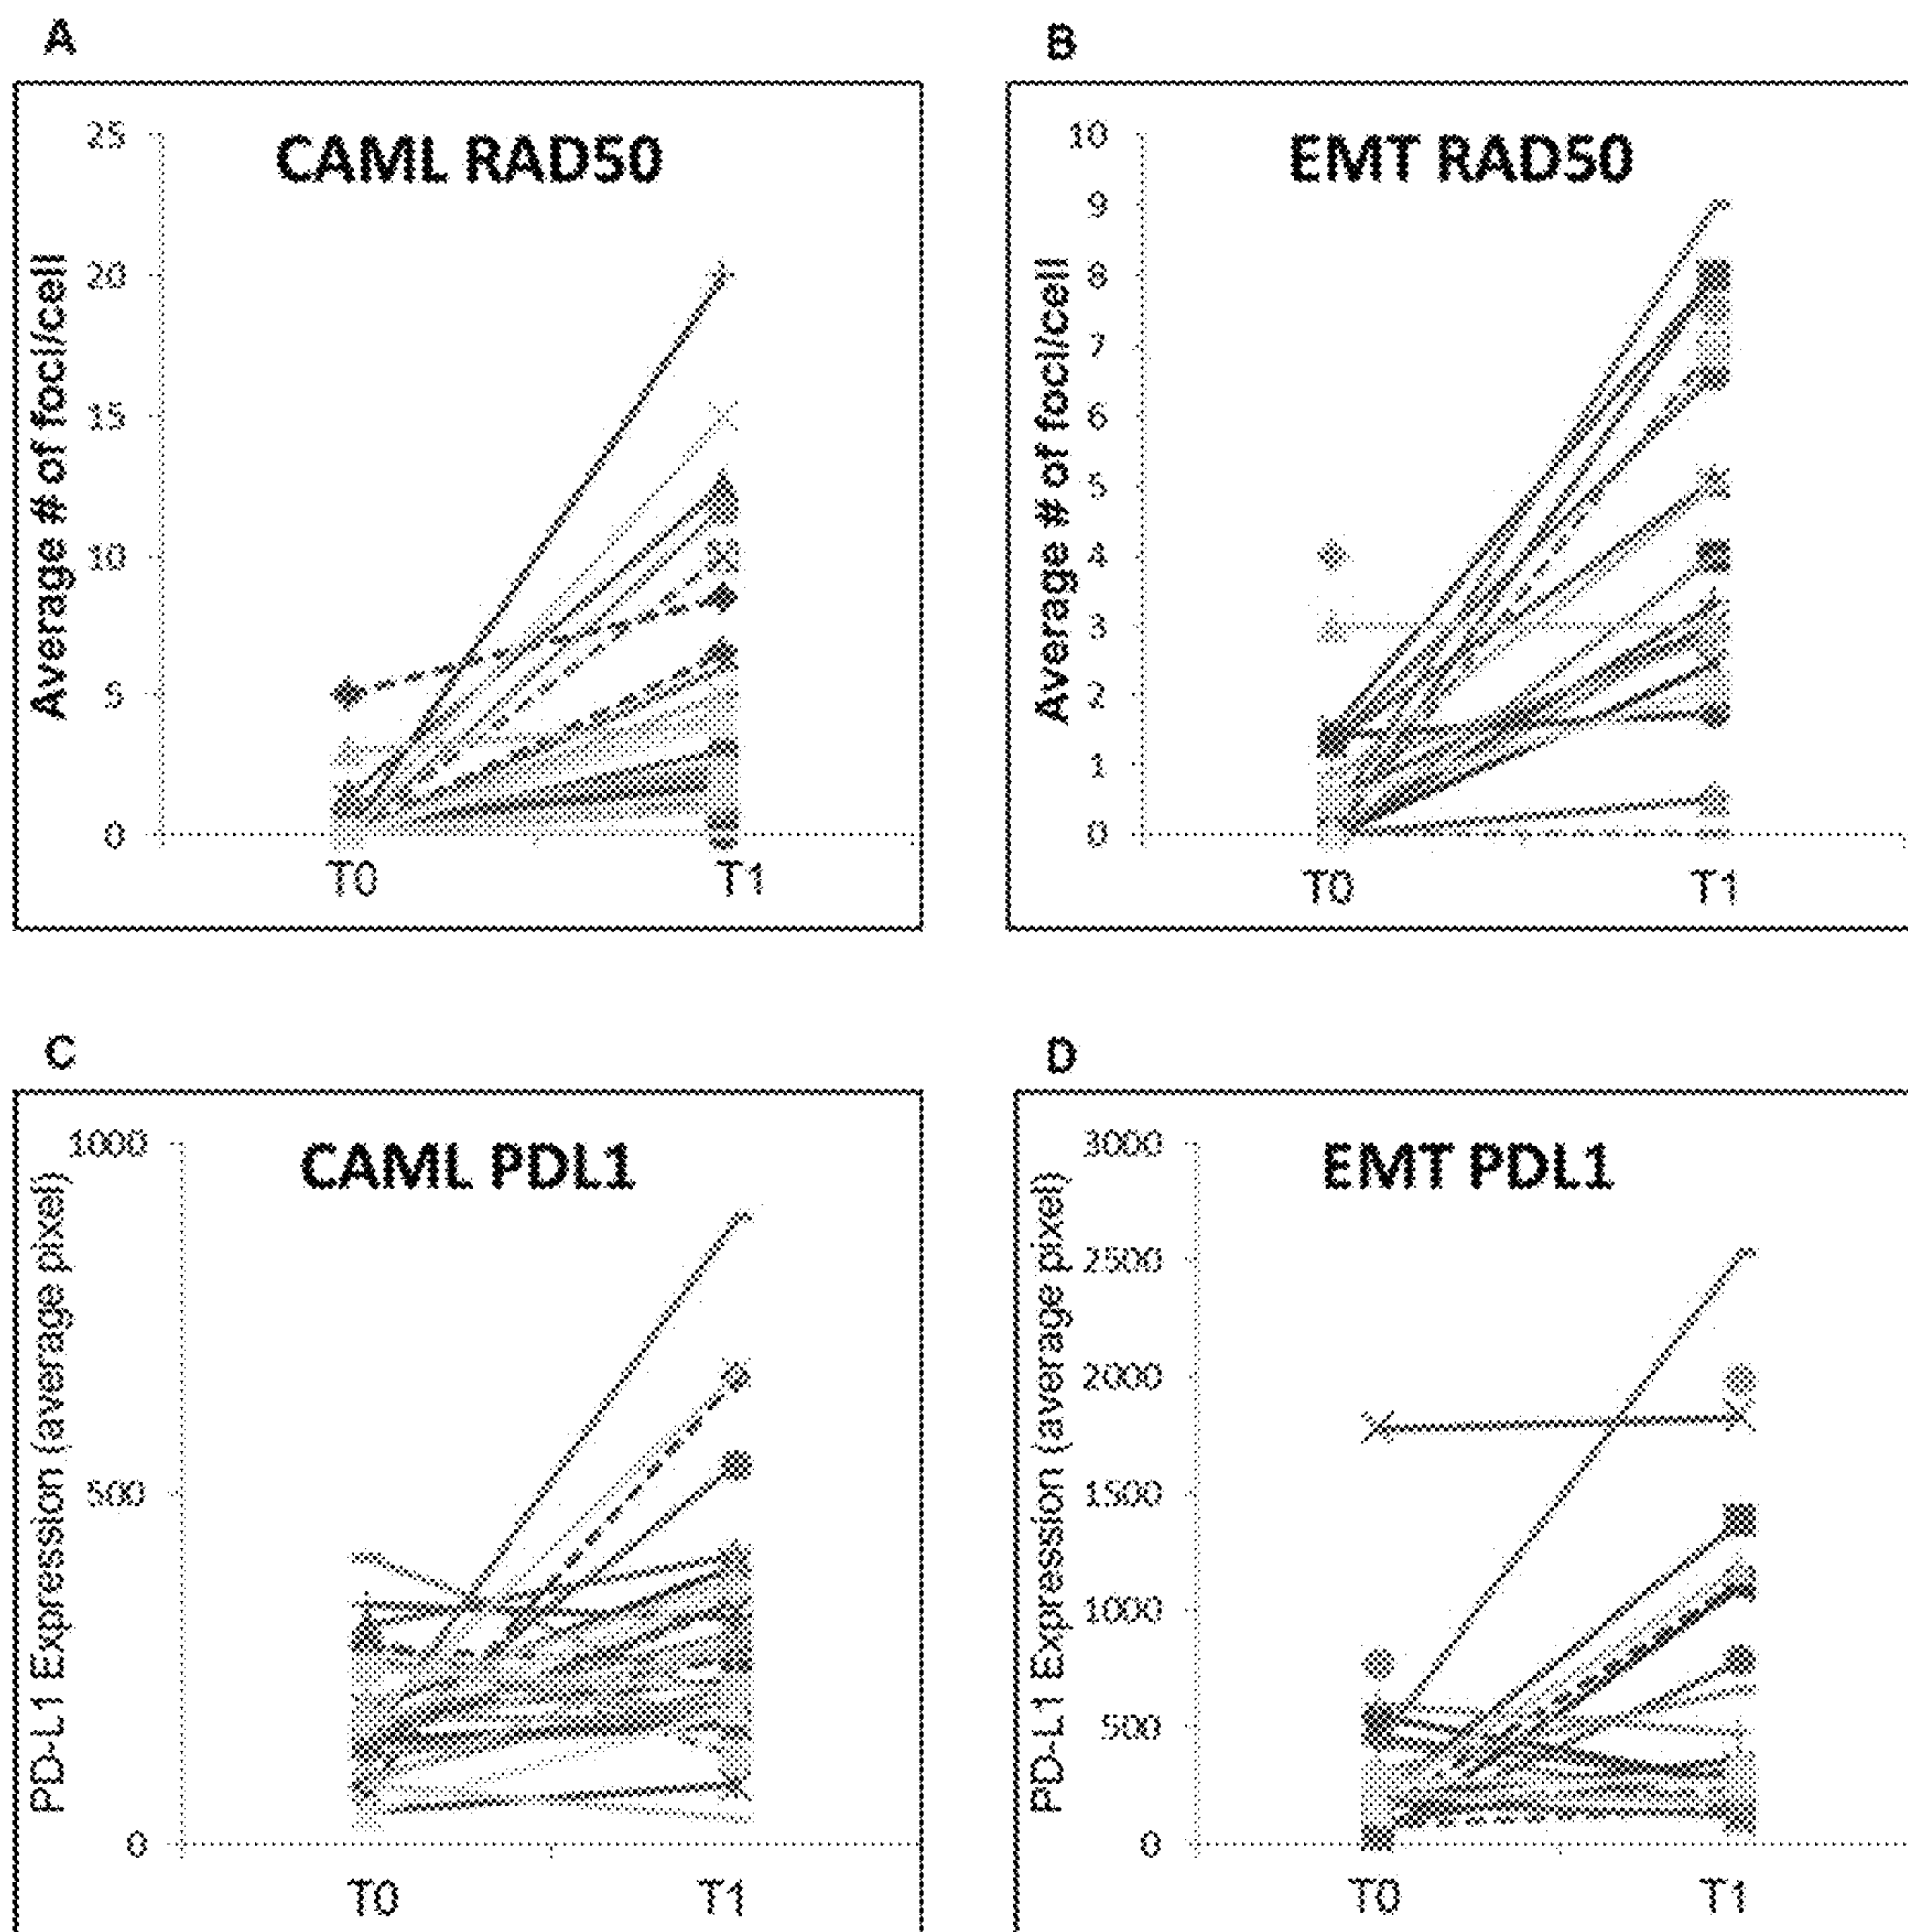 A
CAML RAD50
Average # of foci/cell
25
20
15
10
5
0
T0 T1
B
EMT RAD50
Average # of foci/cell
10
9
8
7
6
5
4
3
2
1
0
T0 T1
C
CAML PDL1
PD-L1 Expression (average pixel)
1000
500
0
T0 T1
D
EMT PDL1
PD-L1 Expression (average pixel)
3000
2500
2000
1500
1000
500
0
T0 T1